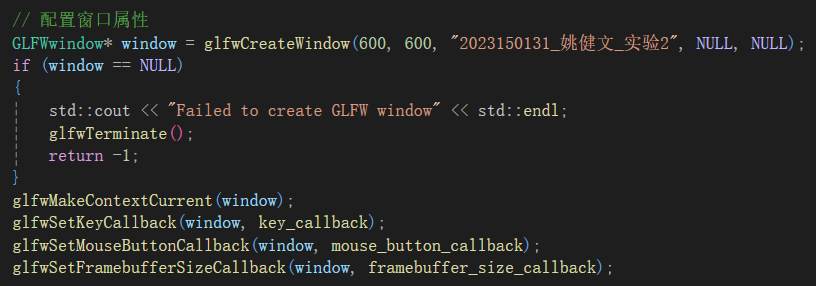 // 配置窗口属性
GLFWwindow* window = glfwCreateWindow(600, 600, "2023150131_姚健文_实验2", NULL, NULL);
if (window == NULL)
{
    std::cout << "Failed to create GLFW window" << std::endl;
    glfwTerminate();
    return -1;
}
glfwMakeContextCurrent(window);
glfwSetKeyCallback(window, key_callback);
glfwSetMouseButtonCallback(window, mouse_button_callback);
glfwSetFramebufferSizeCallback(window, framebuffer_size_callback);